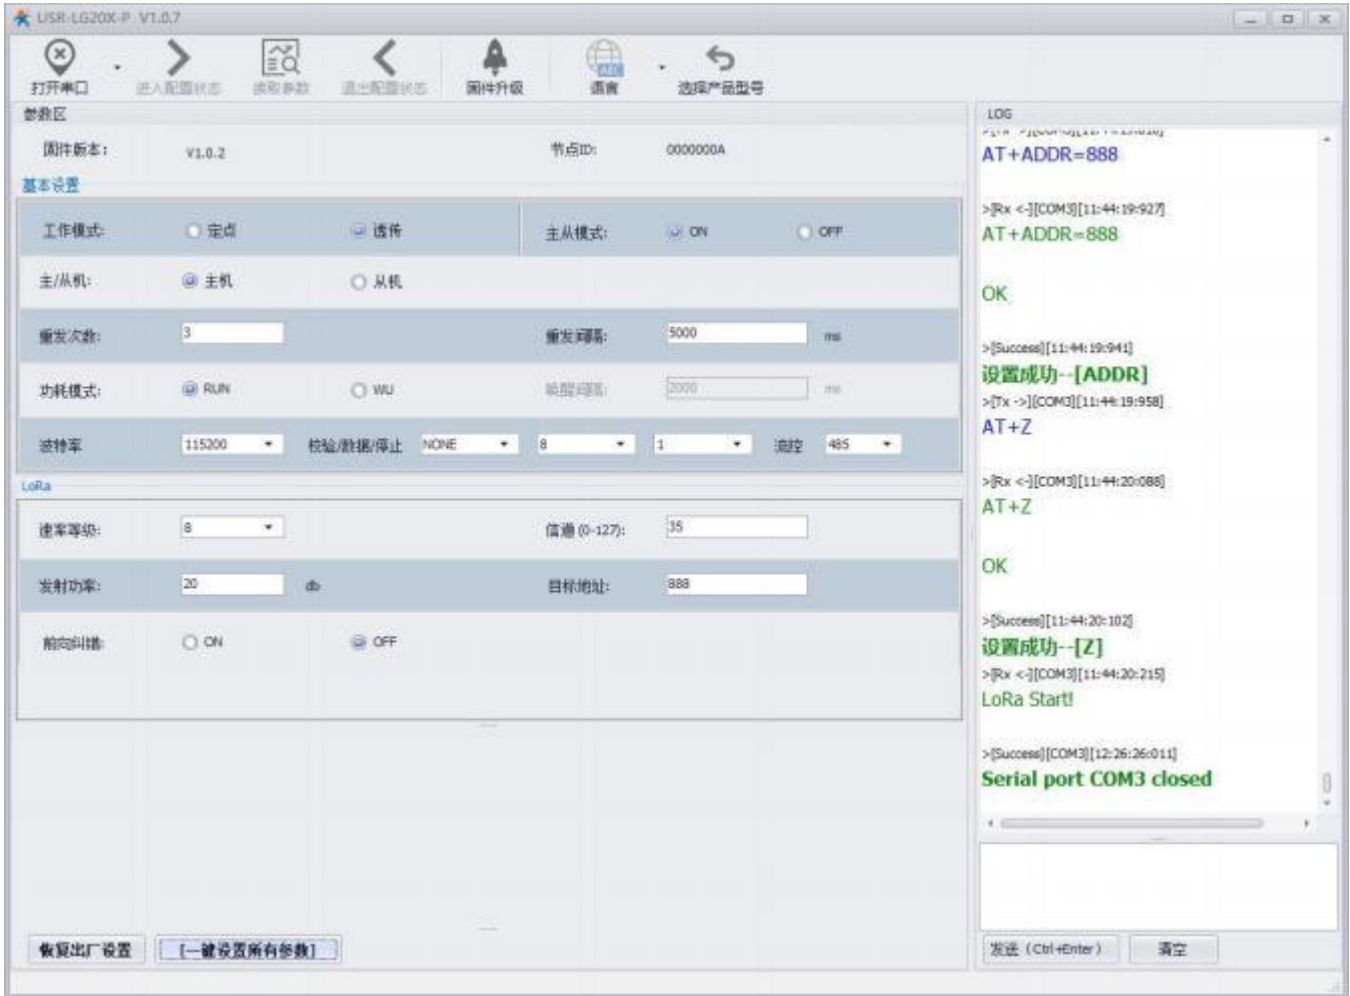 USR-LG20X-P V1.0.7
打开串口 进入配置状态 读取参数 退出配置状态 固件升级 语言 选择产品型号
参数区
固件版本： V1.0.2 节点ID: 0000000A
基本设置
工作模式: 定点 透传 主从模式: ON OFF
主/从机: 主机 从机
重发次数: 3 重发间隔: 5000 ms
功耗模式: RUN WU 唤醒间隔: 2000 ms
波特率 115200 校验/数据/停止 NONE 8 1 流控 485
LoRa
速率等级: 8 信道 (0-127): 35
发射功率: 20 db 目标地址: 888
前向纠错: ON OFF
恢复出厂设置 [一键设置所有参数]
LOG
AT+ADDR=888
>[Rx <-][COM3][11:44:19:927]
AT+ADDR=888
OK
>[Success][11:44:19:941]
设置成功--[ADDR]
>[Tx ->][COM3][11:44:19:958]
AT+Z
>[Rx <-][COM3][11:44:20:088]
AT+Z
OK
>[Success][11:44:20:102]
设置成功--[Z]
>[Rx <-][COM3][11:44:20:215]
LoRa Start!
>[Success][COM3][12:26:26:011]
Serial port COM3 closed
发送（Ctrl+Enter） 清空